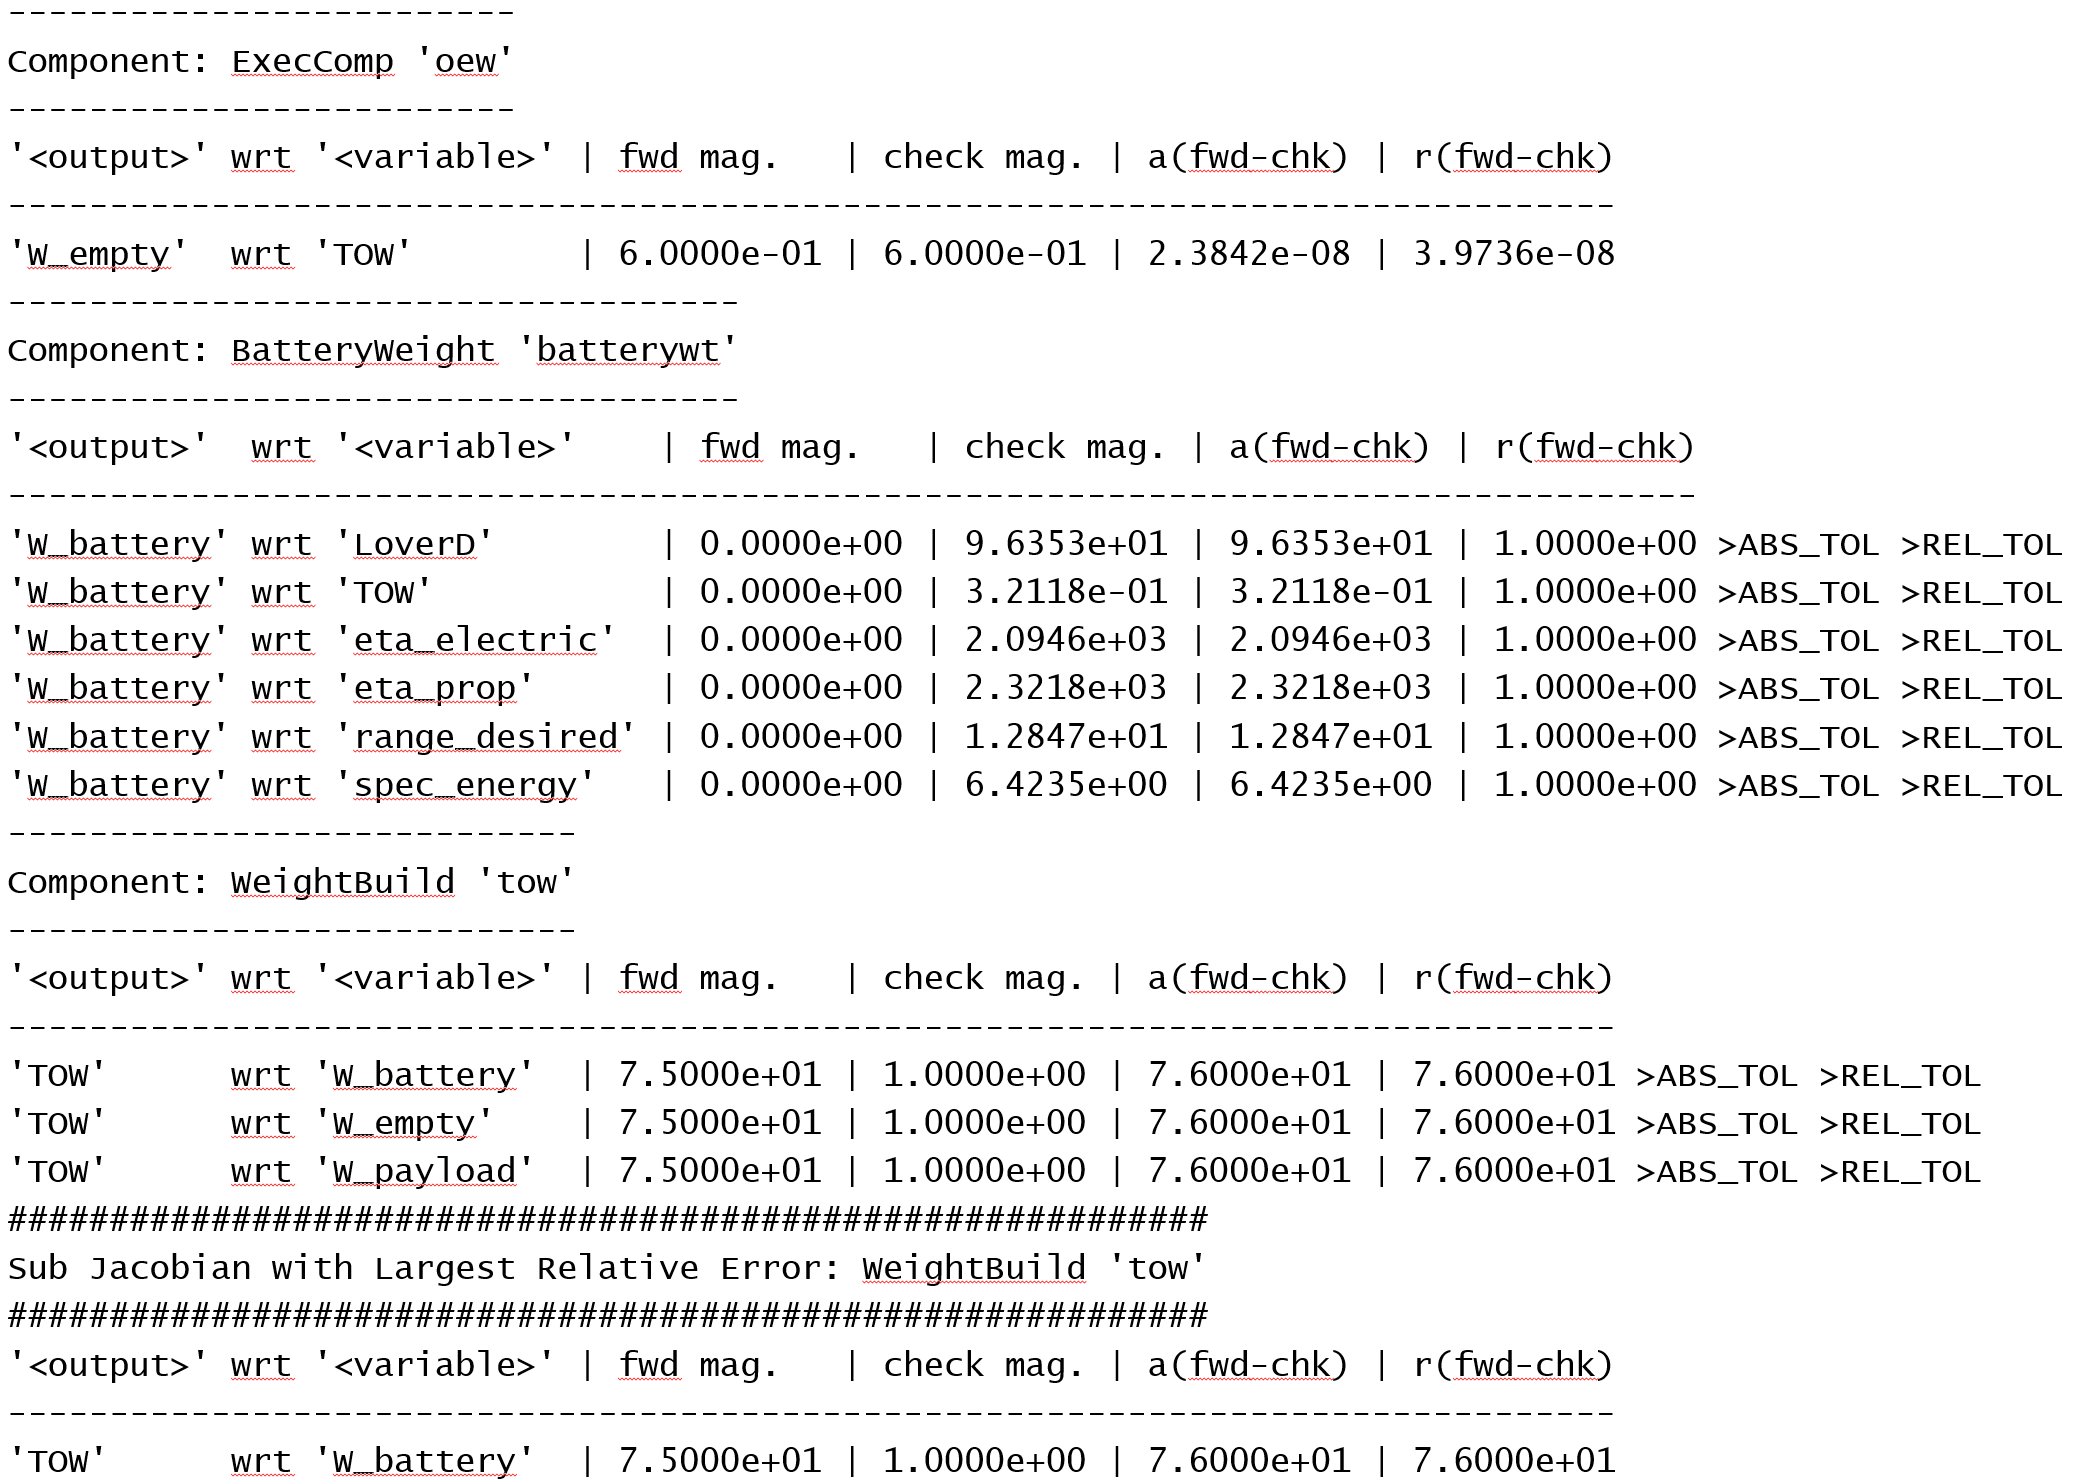 -------------------------
Component: ExecComp 'oew'
-------------------------
'<output>' wrt '<variable>' | fwd mag.   | check mag. | a(fwd-chk) | r(fwd-chk)
-------------------------------------------------------------------------------
'W_empty'  wrt 'TOW'        | 6.0000e-01 | 6.0000e-01 | 2.3842e-08 | 3.9736e-08
------------------------------------
Component: BatteryWeight 'batterywt'
------------------------------------
'<output>'  wrt '<variable>'    | fwd mag.   | check mag. | a(fwd-chk) | r(fwd-chk)
-----------------------------------------------------------------------------------
'W_battery' wrt 'LoverD'        | 0.0000e+00 | 9.6353e+01 | 9.6353e+01 | 1.0000e+00 >ABS_TOL >REL_TOL
'W_battery' wrt 'TOW'           | 0.0000e+00 | 3.2118e-01 | 3.2118e-01 | 1.0000e+00 >ABS_TOL >REL_TOL
'W_battery' wrt 'eta_electric'  | 0.0000e+00 | 2.0946e+03 | 2.0946e+03 | 1.0000e+00 >ABS_TOL >REL_TOL
'W_battery' wrt 'eta_prop'      | 0.0000e+00 | 2.3218e+03 | 2.3218e+03 | 1.0000e+00 >ABS_TOL >REL_TOL
'W_battery' wrt 'range_desired' | 0.0000e+00 | 1.2847e+01 | 1.2847e+01 | 1.0000e+00 >ABS_TOL >REL_TOL
'W_battery' wrt 'spec_energy'   | 0.0000e+00 | 6.4235e+00 | 6.4235e+00 | 1.0000e+00 >ABS_TOL >REL_TOL
----------------------------
Component: WeightBuild 'tow'
----------------------------
'<output>' wrt '<variable>' | fwd mag.   | check mag. | a(fwd-chk) | r(fwd-chk)
-------------------------------------------------------------------------------
'TOW'      wrt 'W_battery'  | 7.5000e+01 | 1.0000e+00 | 7.6000e+01 | 7.6000e+01 >ABS_TOL >REL_TOL
'TOW'      wrt 'W_empty'    | 7.5000e+01 | 1.0000e+00 | 7.6000e+01 | 7.6000e+01 >ABS_TOL >REL_TOL
'TOW'      wrt 'W_payload'  | 7.5000e+01 | 1.0000e+00 | 7.6000e+01 | 7.6000e+01 >ABS_TOL >REL_TOL
###########################################################
Sub Jacobian with Largest Relative Error: WeightBuild 'tow'
###########################################################
'<output>' wrt '<variable>' | fwd mag.   | check mag. | a(fwd-chk) | r(fwd-chk)
-------------------------------------------------------------------------------
'TOW'      wrt 'W_battery'  | 7.5000e+01 | 1.0000e+00 | 7.6000e+01 | 7.6000e+01